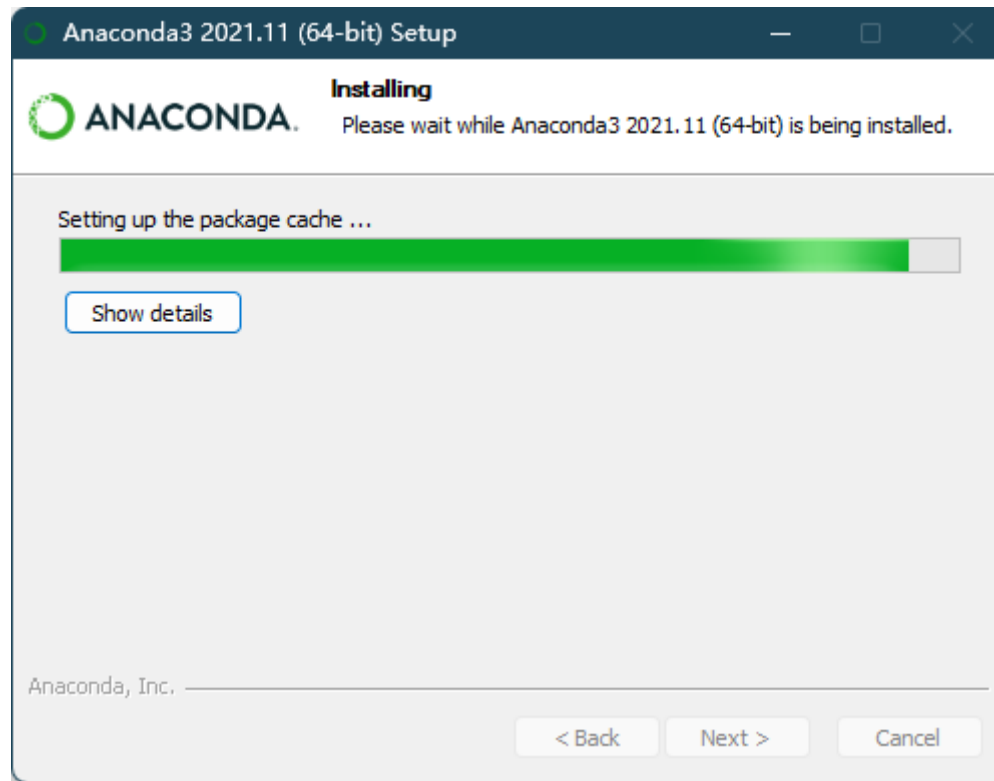 Anaconda3 2021.11 (64-bit) Setup
ANACONDA.
Installing
Please wait while Anaconda3 2021.11 (64-bit) is being installed.
Setting up the package cache ...
Show details
Anaconda, Inc.
< Back
Next >
Cancel